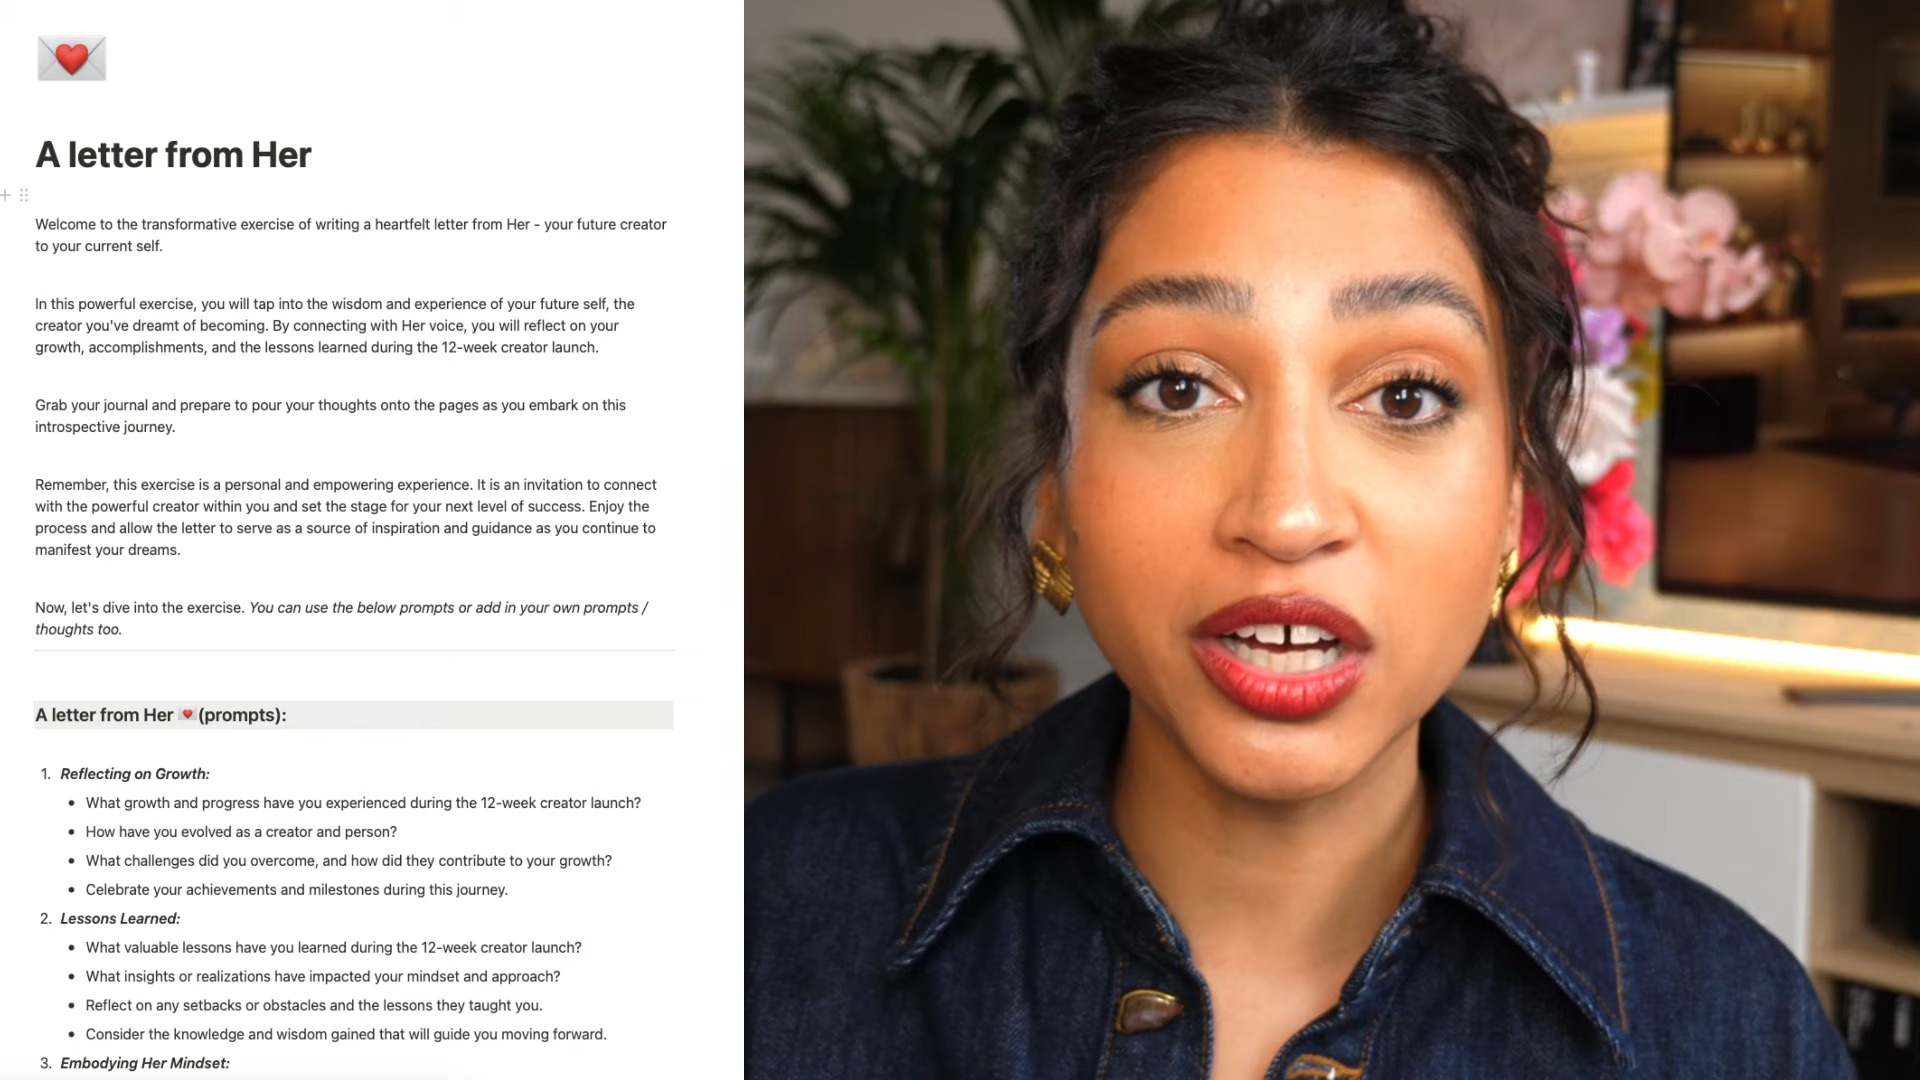 A letter from Her
Welcome to the transformative exercise of writing a heartfelt letter from Her - your future creator
to your current self.
In this powerful exercise, you will tap into the wisdom and experience of your future self, the
creator you've dreamt of becoming. By connecting with Her voice, you will reflect on your
growth, accomplishments, and the lessons learned during the 12-week creator launch.
Grab your journal and prepare to pour your thoughts onto the pages as you embark on this
introspective journey.
Remember, this exercise is a personal and empowering experience. It is an invitation to connect
with the powerful creator within you and set the stage for your next level of success. Enjoy the
process and allow the letter to serve as a source of inspiration and guidance as you continue to
manifest your dreams.
Now, let's dive into the exercise. You can use the below prompts or add in your own prompts /
thoughts too.
A letter from Her 💌(prompts):
1. Reflecting on Growth:
• What growth and progress have you experienced during the 12-week creator launch?
• How have you evolved as a creator and person?
• What challenges did you overcome, and how did they contribute to your growth?
• Celebrate your achievements and milestones during this journey.
2. Lessons Learned:
• What valuable lessons have you learned during the 12-week creator launch?
• What insights or realizations have impacted your mindset and approach?
• Reflect on any setbacks or obstacles and the lessons they taught you.
• Consider the knowledge and wisdom gained that will guide you moving forward.
3. Embodying Her Mindset: